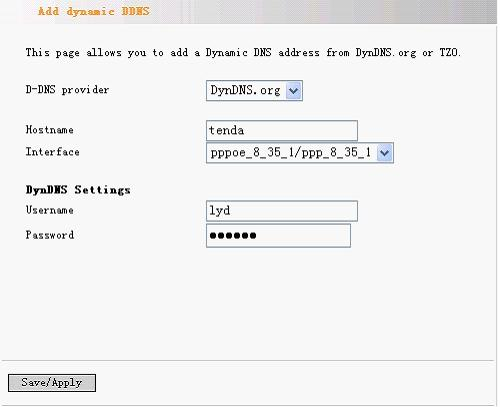 Add dynamic DDNS
This page allows you to add a Dynamic DNS address from DynDNS.org or TZO.
D-DNS provider DynDNS.org
Hostname tenda
Interface pppoe_8_35_1/ppp_8_35_1
DynDNS Settings
Username lyd
Password ●●●●●●
Save/Apply